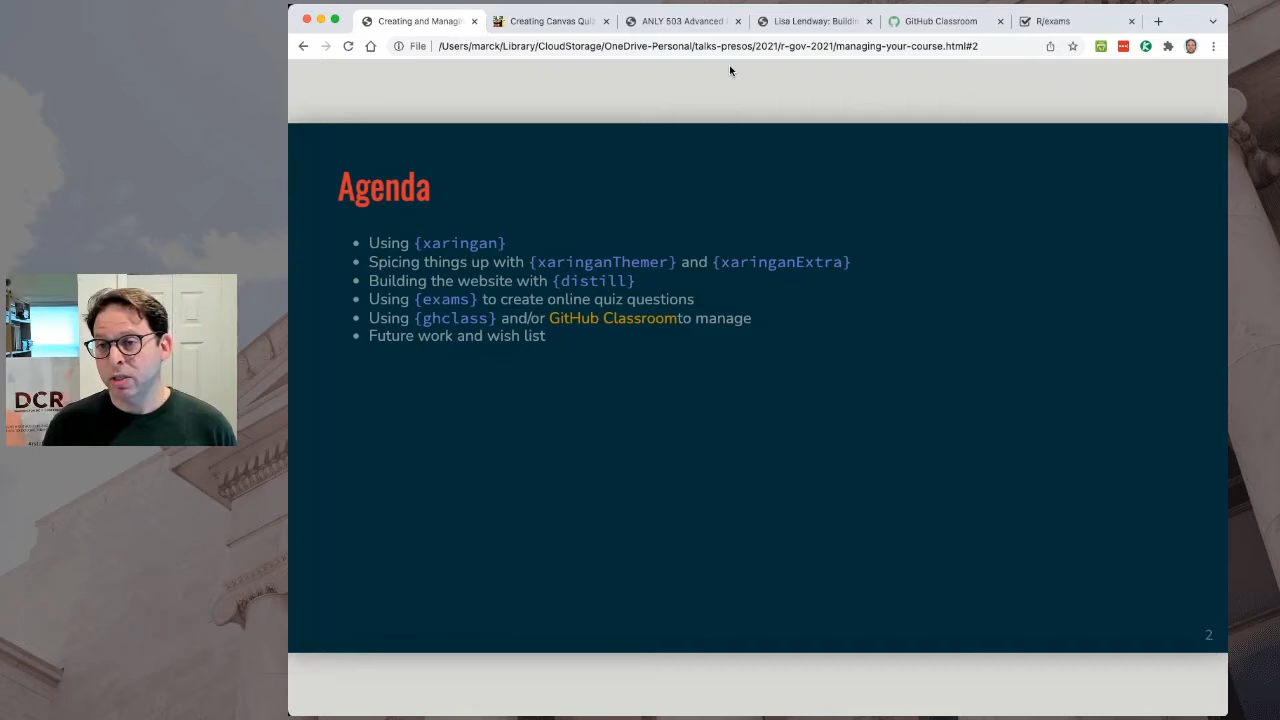 Creating and Managin
Creating Canvas Quiz
ANLY 503 Advanced
Lisa Lendway: Buildin
GitHub Classroom
R/exams
File
/Users/marck/Library/CloudStorage/OneDrive-Personal/talks-presos/2021/r-gov-2021/managing-your-course.html#2
Agenda
• Using {xaringan}
• Spicing things up with {xaringanThemer} and {xaringanExtra}
• Building the website with {distill}
• Using {exams} to create online quiz questions
• Using {ghclass} and/or GitHub Classroomto manage
• Future work and wish list
2
DCR